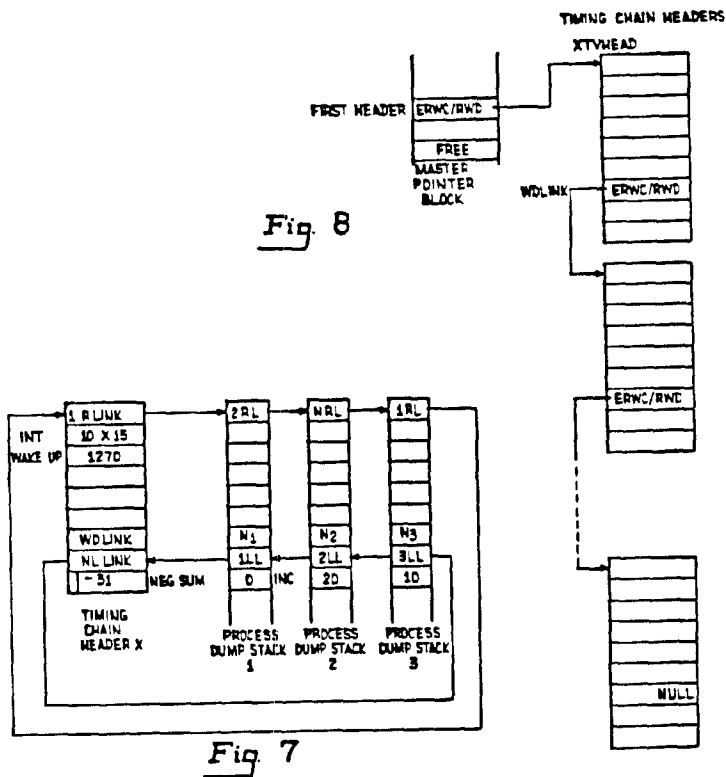 TIMING CHAIN HEADERS
XTVHEAD
FIRST HEADER
ERWC/RWD
FREE
MASTER
POINTER
BLOCK
WDLINK
ERWC/RWD
Fig. 8
ERWC/RWD
NULL
1 RLINK
2RL
NRL
1RL
INT
10 X 15
WAKE UP
1270
WDLINK
N1
N2
N3
NL LINK
1LL
2LL
3LL
-31
NEG SUM
0
INC
20
10
TIMING
CHAIN
HEADER X
PROCESS
DUMP STACK
1
PROCESS
DUMP STACK
2
PROCESS
DUMP STACK
3
Fig. 7